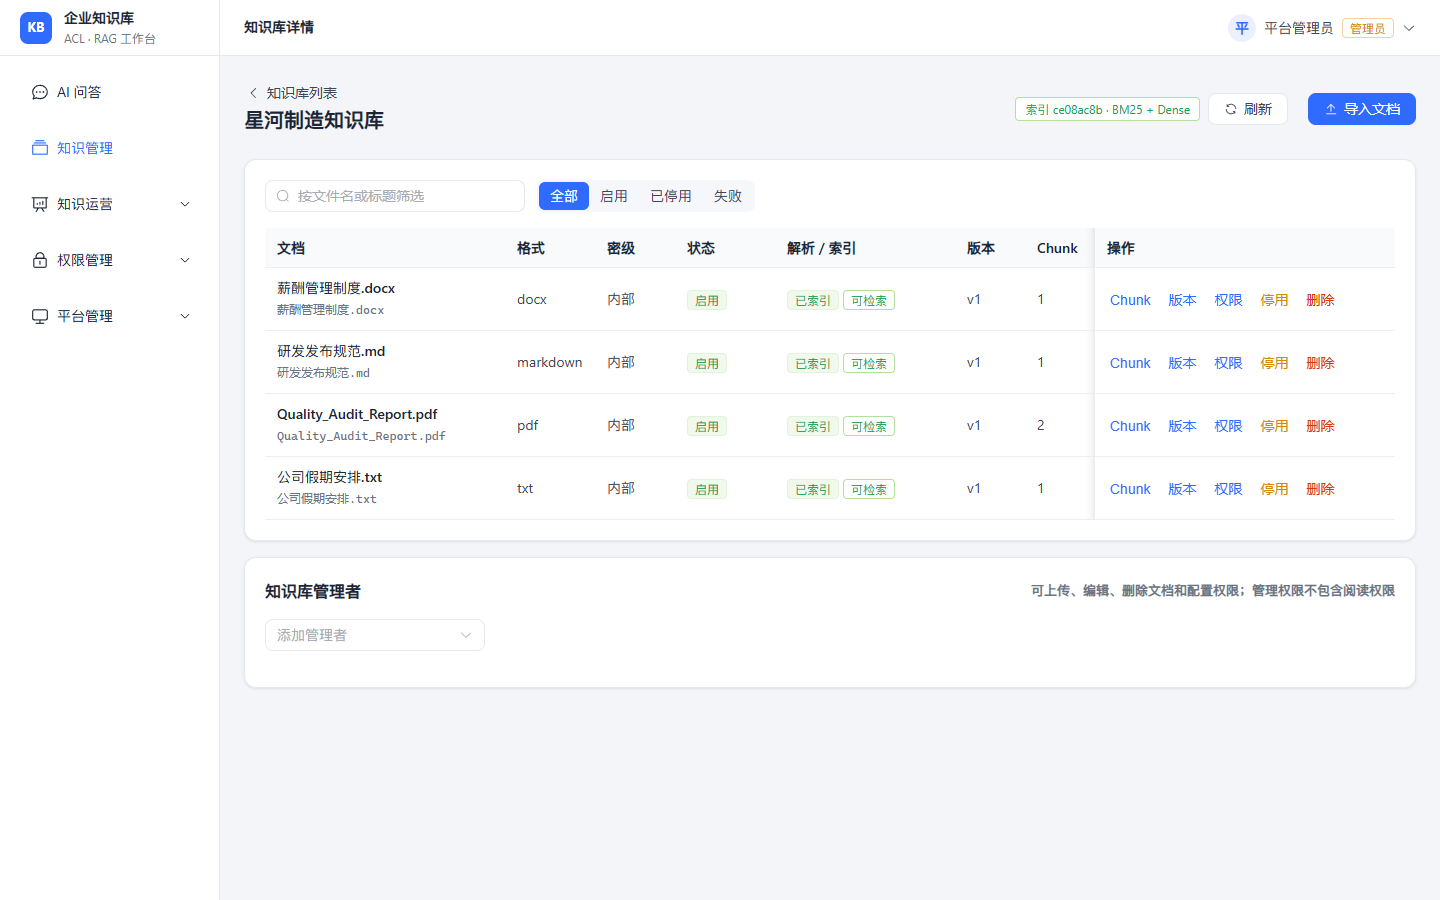 KB
企业知识库
ACL · RAG 工作台
知识库详情
平
平台管理员
管理员
AI 问答
知识管理
知识运营
权限管理
平台管理
知识库列表
星河制造知识库
索引 ce08ac8b · BM25 + Dense
刷新
导入文档
按文件名或标题筛选
全部 启用 已停用 失败
文档 格式 密级 状态 解析 / 索引 版本 Chunk 操作
薪酬管理制度.docx
薪酬管理制度.docx
docx 内部 启用 已索引 可检索 v1 1 Chunk 版本 权限 停用 删除
研发发布规范.md
研发发布规范.md
markdown 内部 启用 已索引 可检索 v1 1 Chunk 版本 权限 停用 删除
Quality_Audit_Report.pdf
Quality_Audit_Report.pdf
pdf 内部 启用 已索引 可检索 v1 2 Chunk 版本 权限 停用 删除
公司假期安排.txt
公司假期安排.txt
txt 内部 启用 已索引 可检索 v1 1 Chunk 版本 权限 停用 删除
知识库管理者
可上传、编辑、删除文档和配置权限；管理权限不包含阅读权限
添加管理者